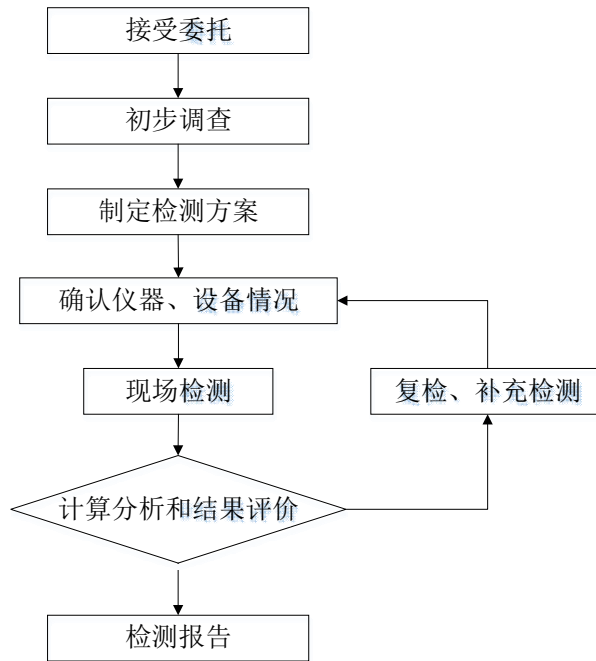 接受委托
初步调查
制定检测方案
确认仪器、设备情况
现场检测
复检、补充检测
计算分析和结果评价
检测报告